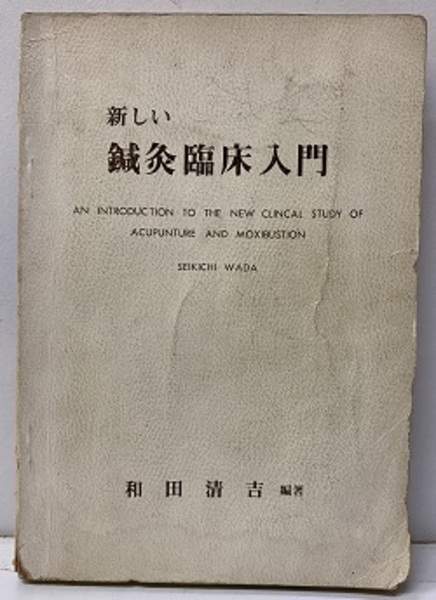 新しい
鍼灸臨床入門
AN INTRODUCTION TO THE NEW CLINCAL STUDY OF
ACUPUNTURE AND MOXIBUSTION
SEIKICHI WADA
和田清吉 編著